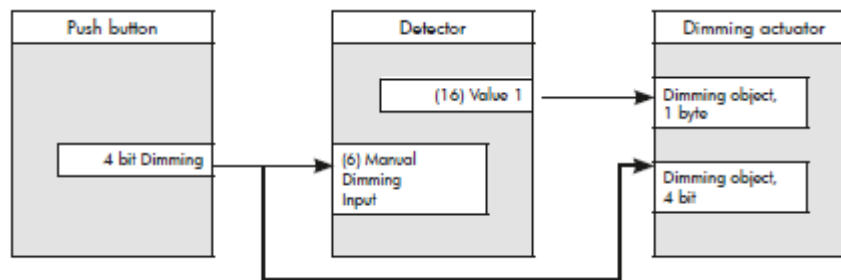 Push button
Detector
Dimming actuator
(16) Value 1
Dimming object,
1 byte
4 bit Dimming
(6) Manual
Dimming
Input
Dimming object,
4 bit